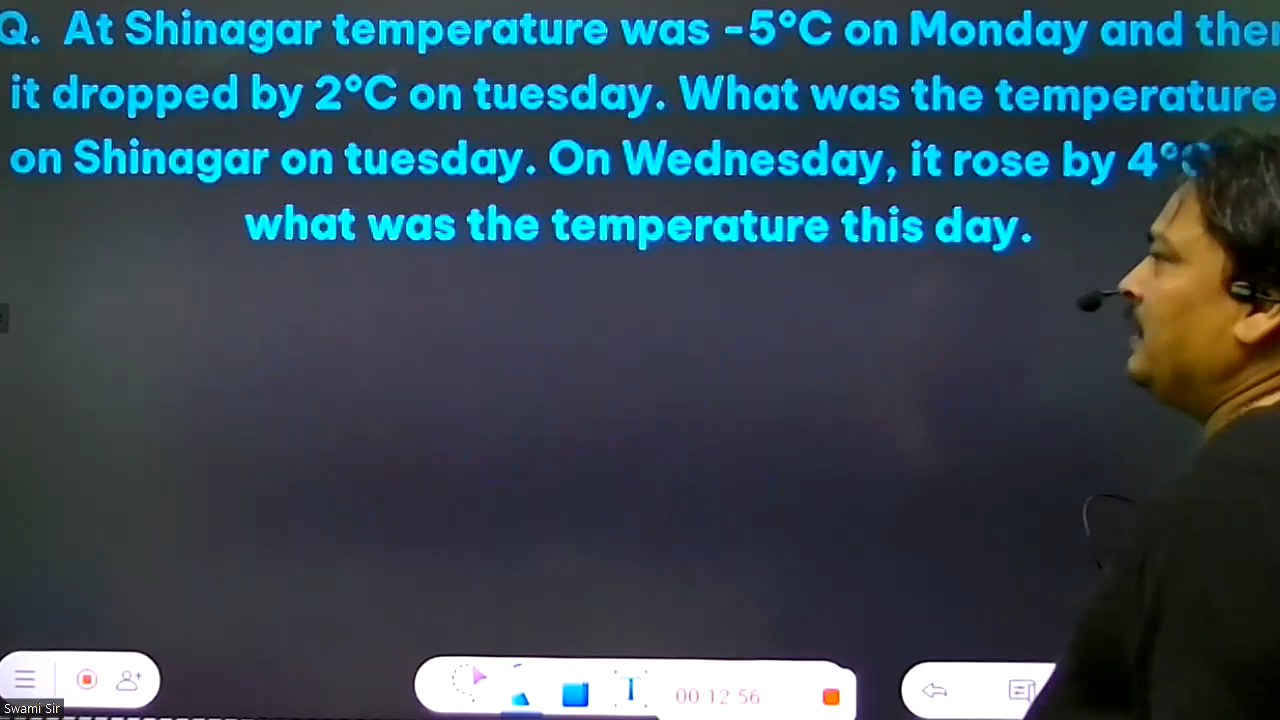 Q. At Shinagar temperature was -5°C on Monday and then
it dropped by 2°C on tuesday. What was the temperature
on Shinagar on tuesday. On Wednesday, it rose by 4°C
what was the temperature this day.
T
00 12 56
Swami Sir